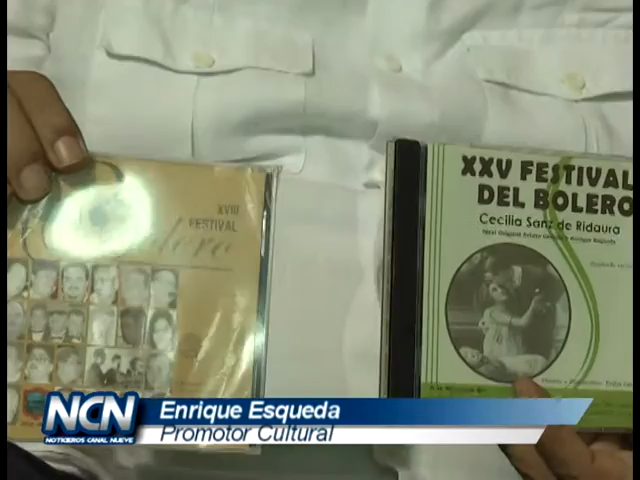 XVIII
FESTIVAL
Bolero
XXV FESTIVAL
DEL BOLERO
Cecilia Sanz de Ridaura
NCN
NOTICIEROS CANAL NUEVE
Enrique Esqueda
Promotor Cultural